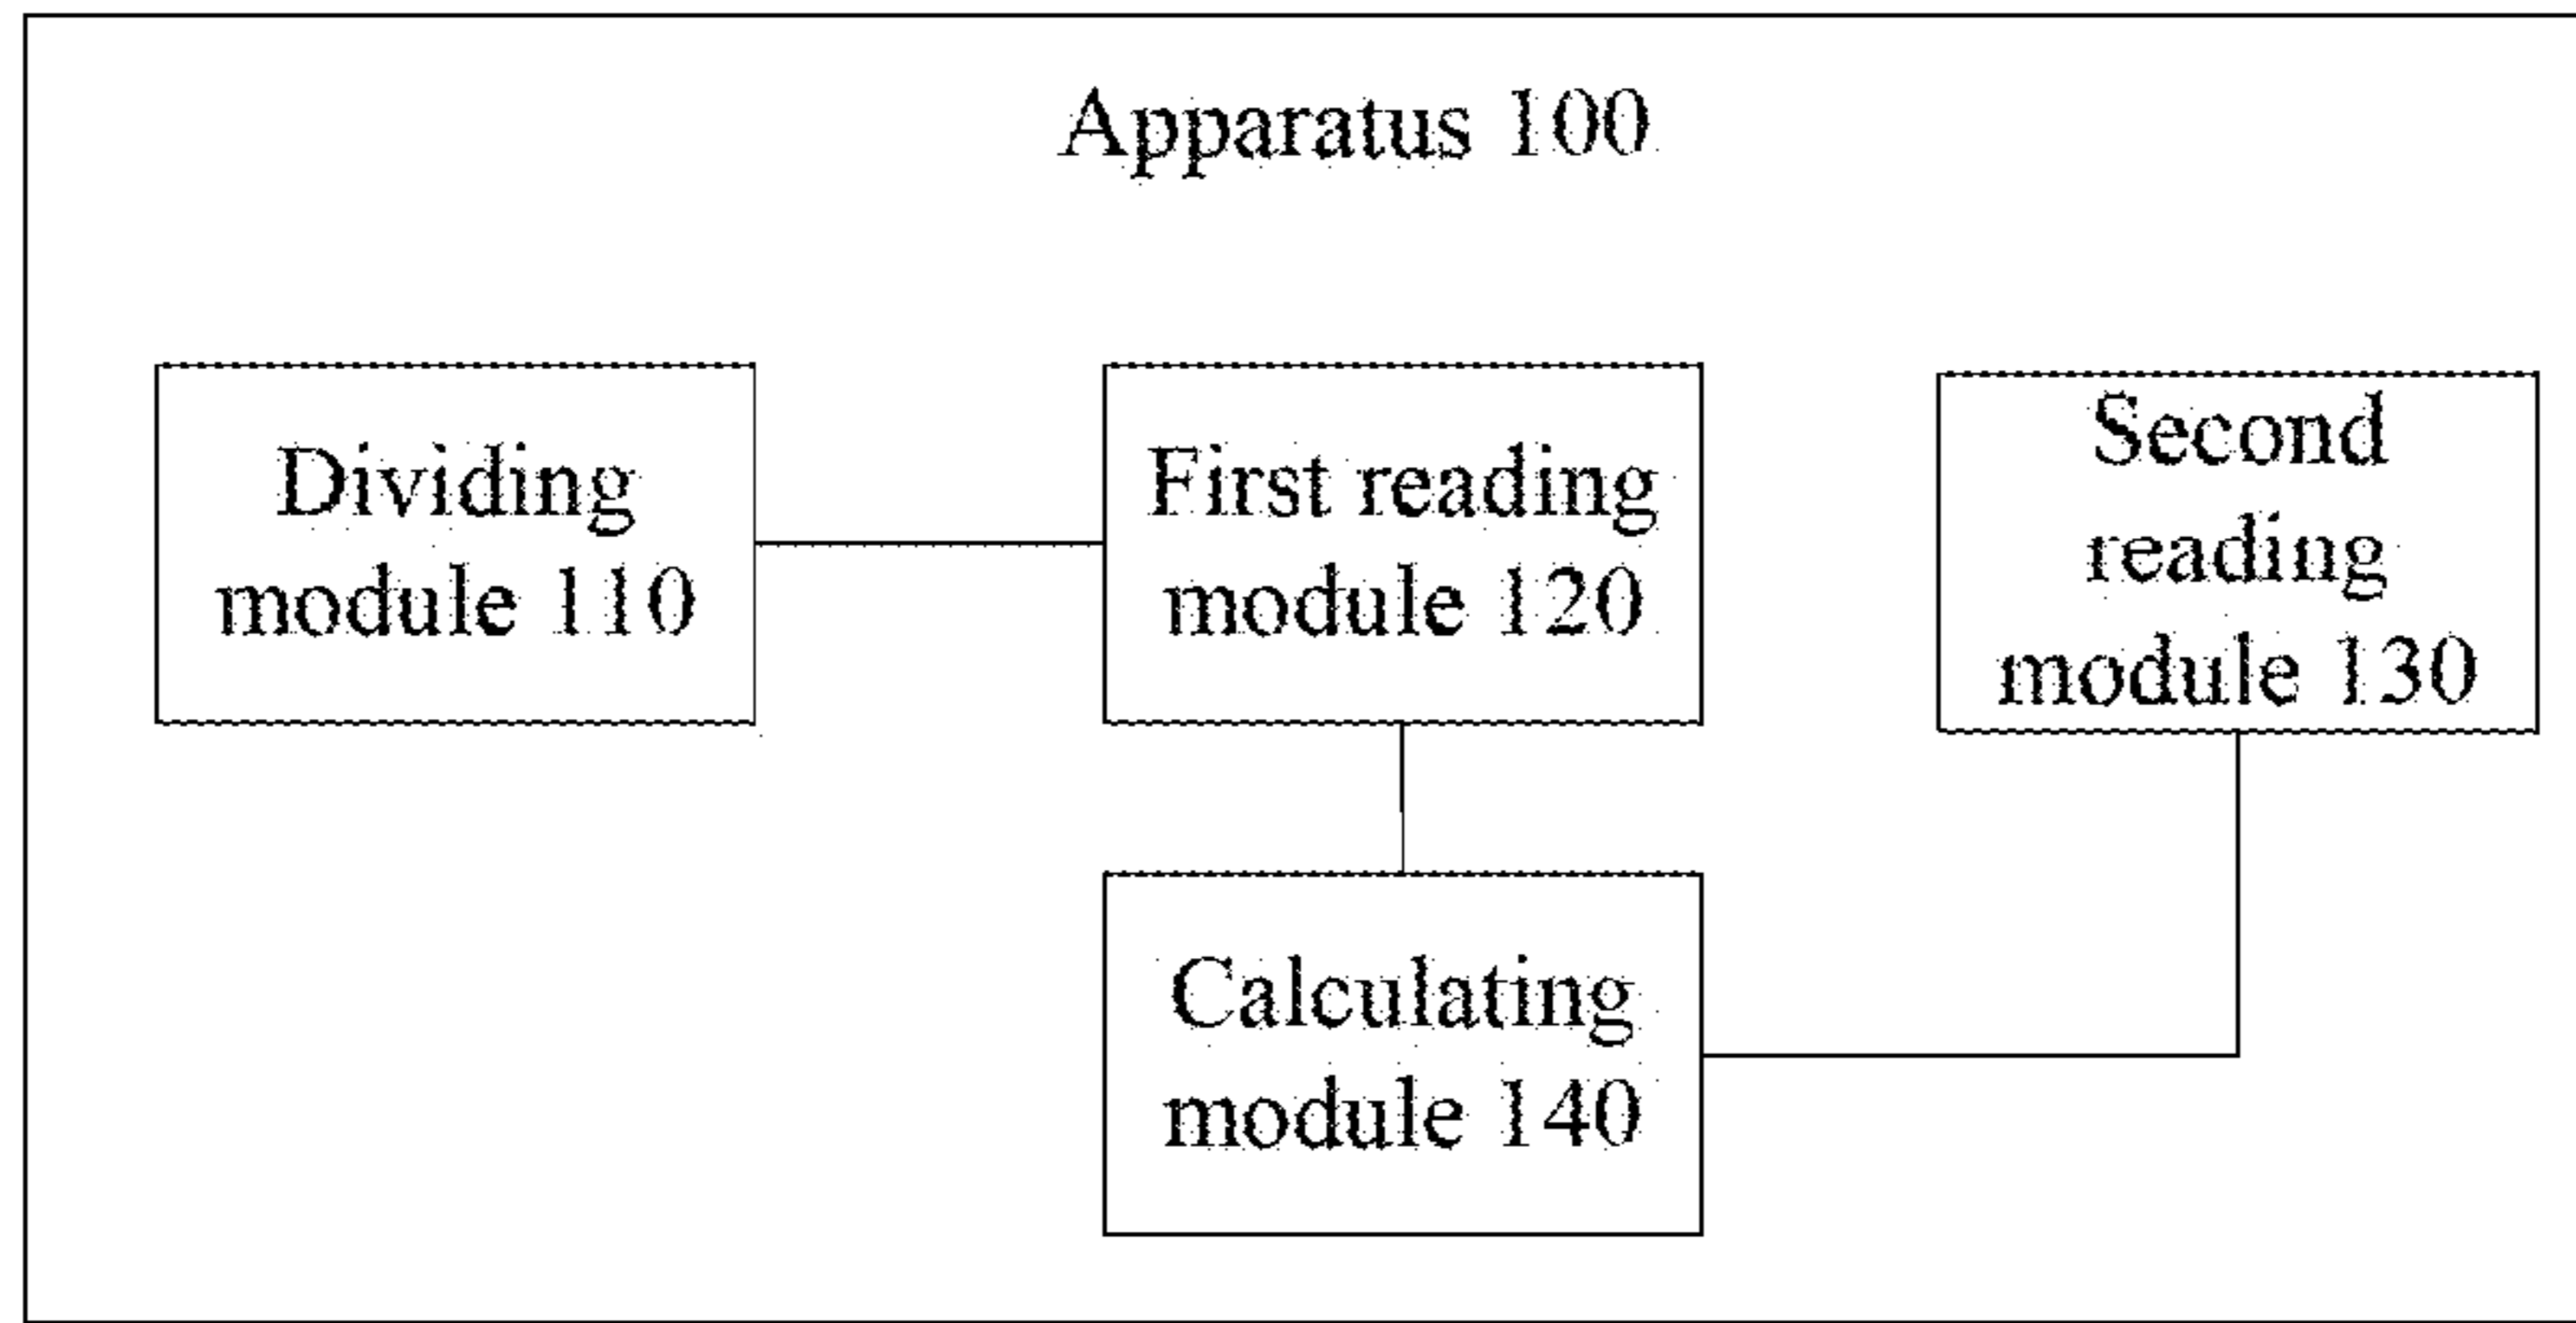 Apparatus 100
Dividing
module 110
First reading
module 120
Second
reading
module 130
Calculating
module 140